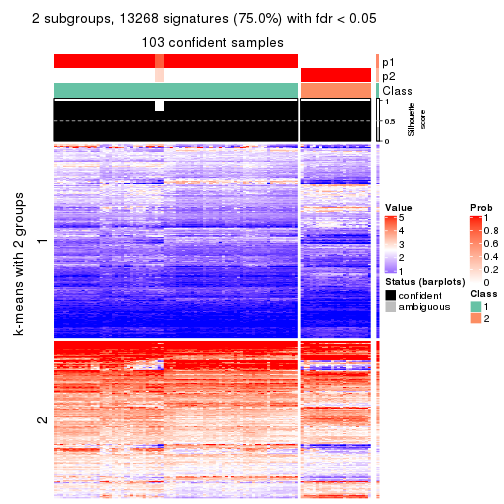 2 subgroups, 13268 signatures (75.0%) with fdr < 0.05
103 confident samples
p1
p2
Class
1
0.5
0
Silhouette
score
k-means with 2 groups
1
2
Value
5
4
3
2
1
Status (barplots)
confident
ambiguous
Prob
1
0.8
0.6
0.4
0.2
0
Class
1
2